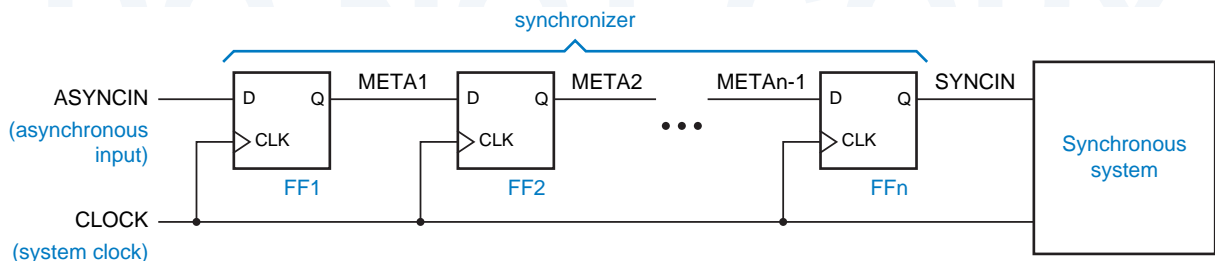 synchronizer
ASYNCIN
(asynchronous
input)
D
Q
CLK
FF1
META1
D
Q
CLK
FF2
META2
METAn-1
D
Q
CLK
FFn
SYNCIN
Synchronous
system
CLOCK
(system clock)